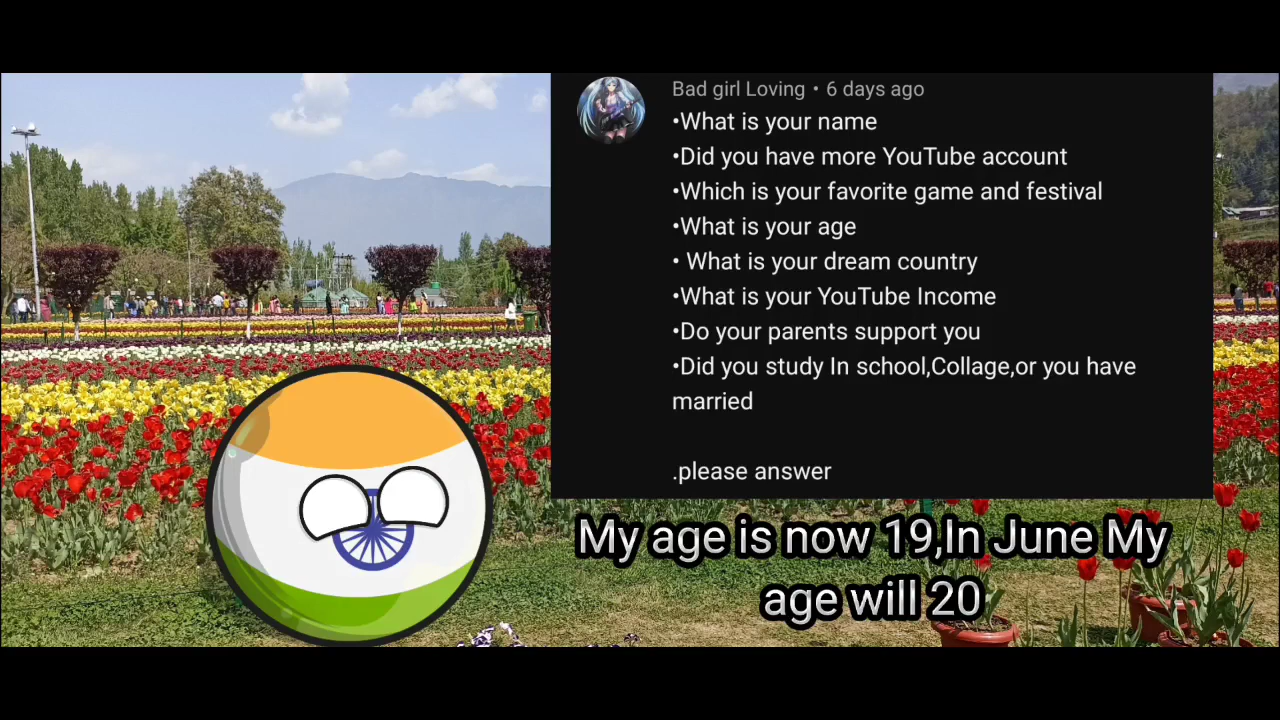 Bad girl Loving • 6 days ago
•What is your name
•Did you have more YouTube account
•Which is your favorite game and festival
•What is your age
• What is your dream country
•What is your YouTube Income
•Do your parents support you
•Did you study In school,Collage,or you have
married
.please answer
My age is now 19,In June My
age will 20